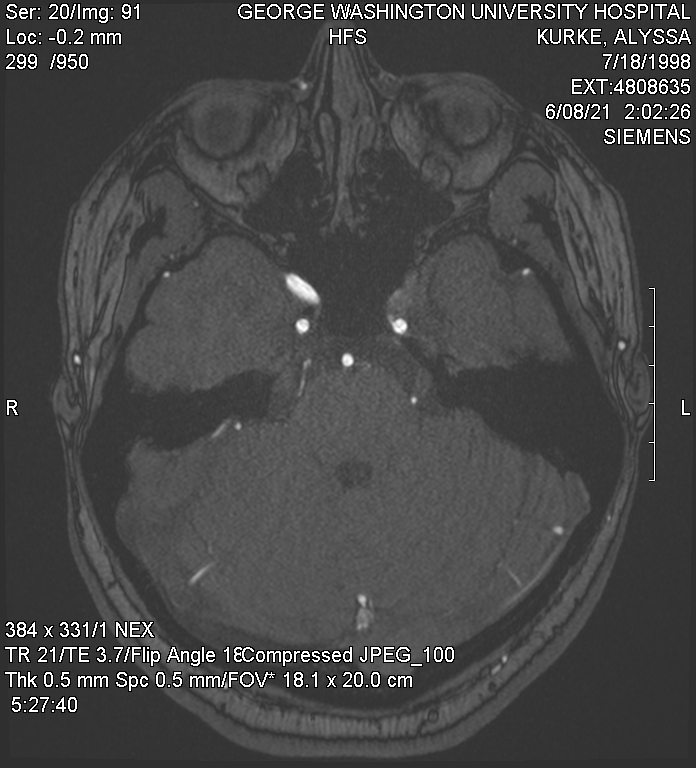 Ser: 20/Img: 91
Loc: -0.2 mm
299 /950
GEORGE WASHINGTON UNIVERSITY HOSPITAL
HFS
KURKE, ALYSSA
7/18/1998
EXT:4808635
6/08/21 2:02:26
SIEMENS
R
L
384 x 331/1 NEX
TR 21/TE 3.7/Flip Angle 18Compressed JPEG_100
Thk 0.5 mm Spc 0.5 mm/FOV* 18.1 x 20.0 cm
5:27:40